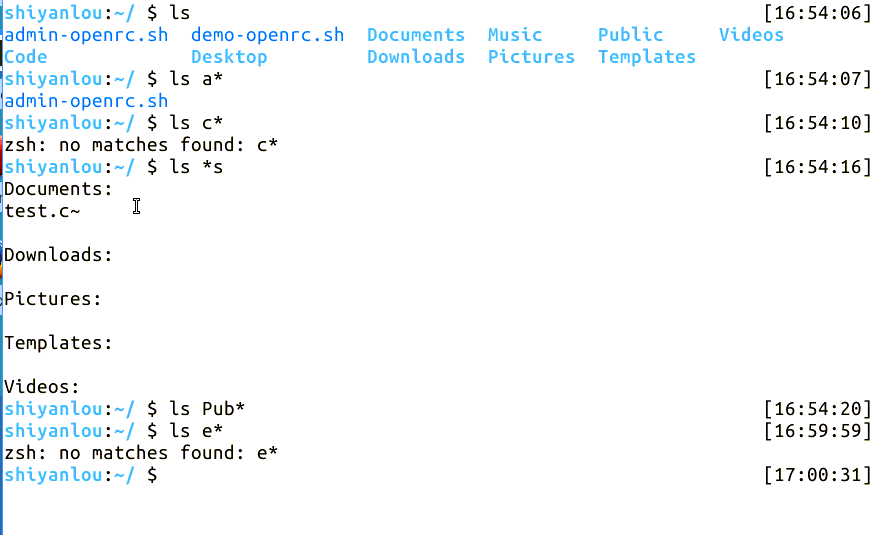 shiyanlou:~/ $ ls [16:54:06]
admin-openrc.sh demo-openrc.sh Documents Music Public Videos
Code Desktop Downloads Pictures Templates
shiyanlou:~/ $ ls a* [16:54:07]
admin-openrc.sh
shiyanlou:~/ $ ls c* [16:54:10]
zsh: no matches found: c*
shiyanlou:~/ $ ls *s [16:54:16]
Documents:
test.c~
Downloads:
Pictures:
Templates:
Videos:
shiyanlou:~/ $ ls Pub* [16:54:20]
shiyanlou:~/ $ ls e* [16:59:59]
zsh: no matches found: e*
shiyanlou:~/ $ [17:00:31]